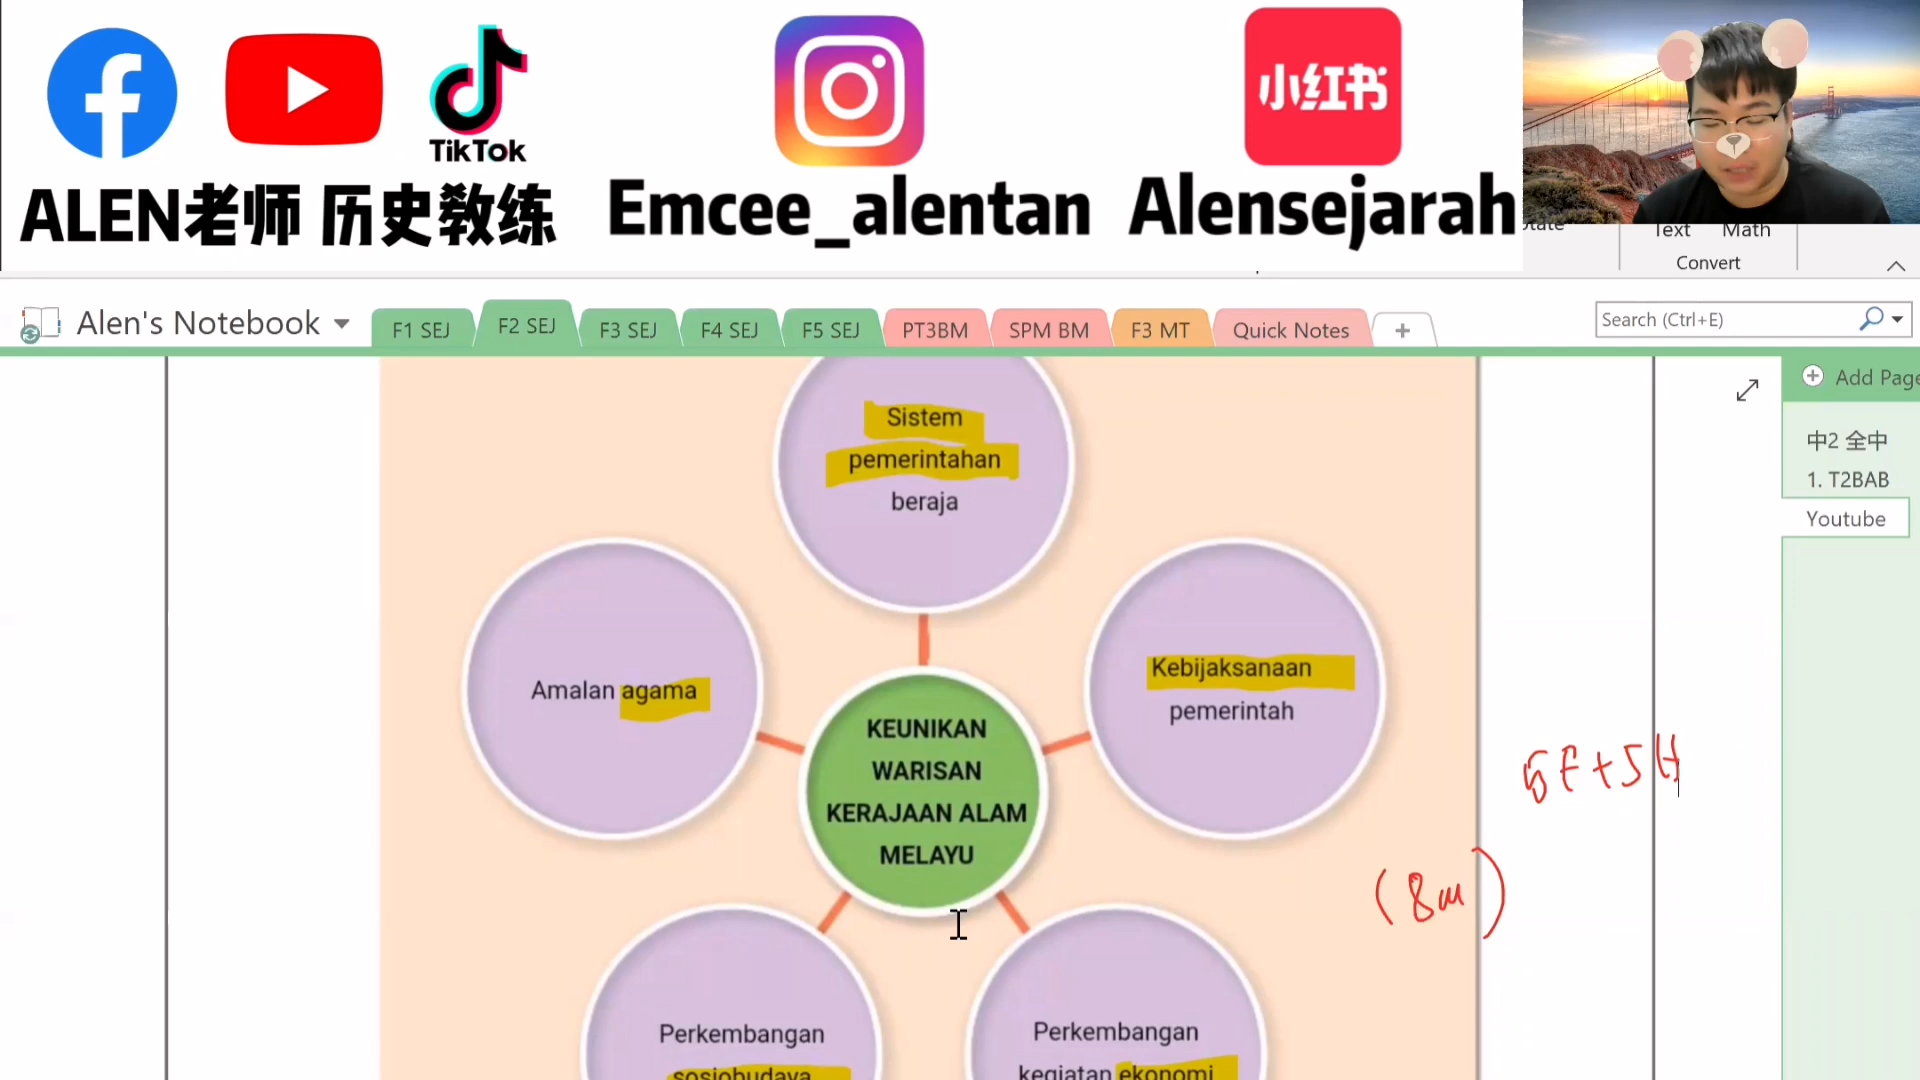 小红书
TikTok
ALEN老师 历史教练
Emcee_alentan
Alensejarah
Text
Math
Convert
Alen's Notebook
F1 SEJ
F2 SEJ
F3 SEJ
F4 SEJ
F5 SEJ
PT3BM
SPM BM
F3 MT
Quick Notes
Search (Ctrl+E)
Add Page
中2 全中
1. T2BAB
Youtube
Sistem
pemerintahan
beraja
Amalan agama
Kebijaksanaan
pemerintah
KEUNIKAN
WARISAN
KERAJAAN ALAM
MELAYU
5F+5H
(8m)
Perkembangan
sosiobudaya
Perkembangan
kegiatan ekonomi